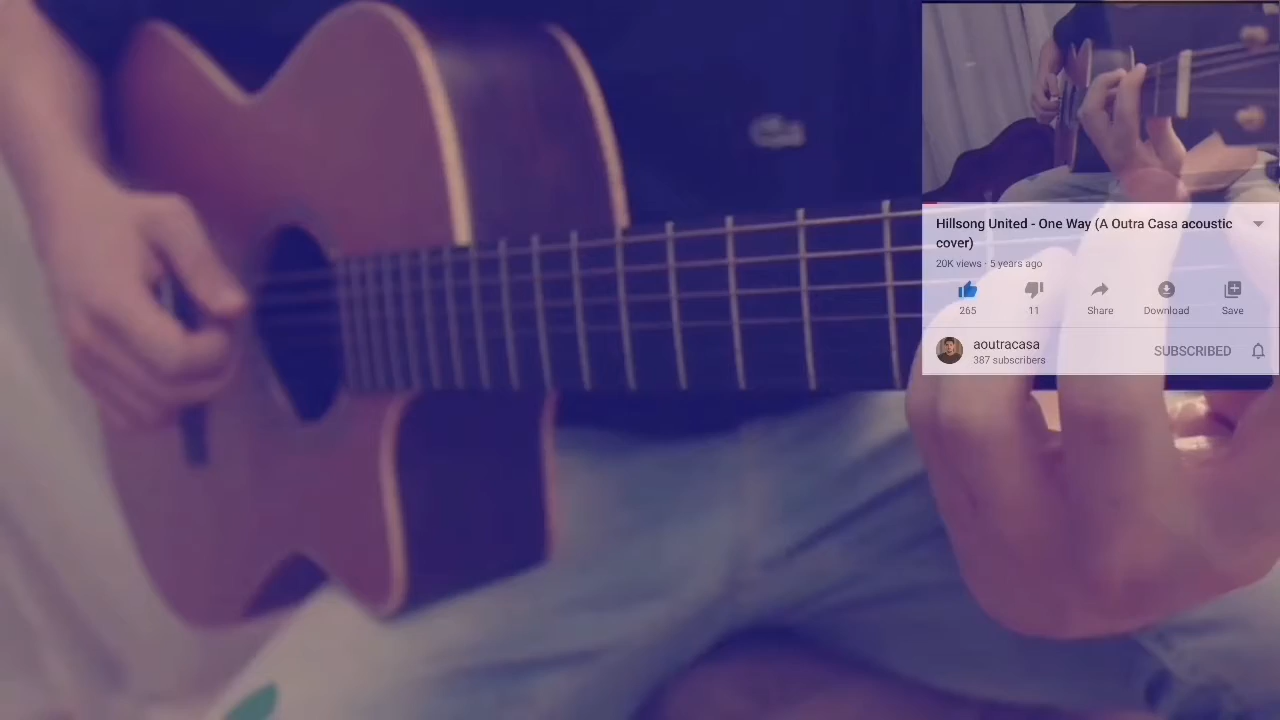 Hillsong United - One Way (A Outra Casa acoustic
cover)
20K views · 5 years ago
265
11
Share
Download
Save
aoutracasa
387 subscribers
SUBSCRIBED